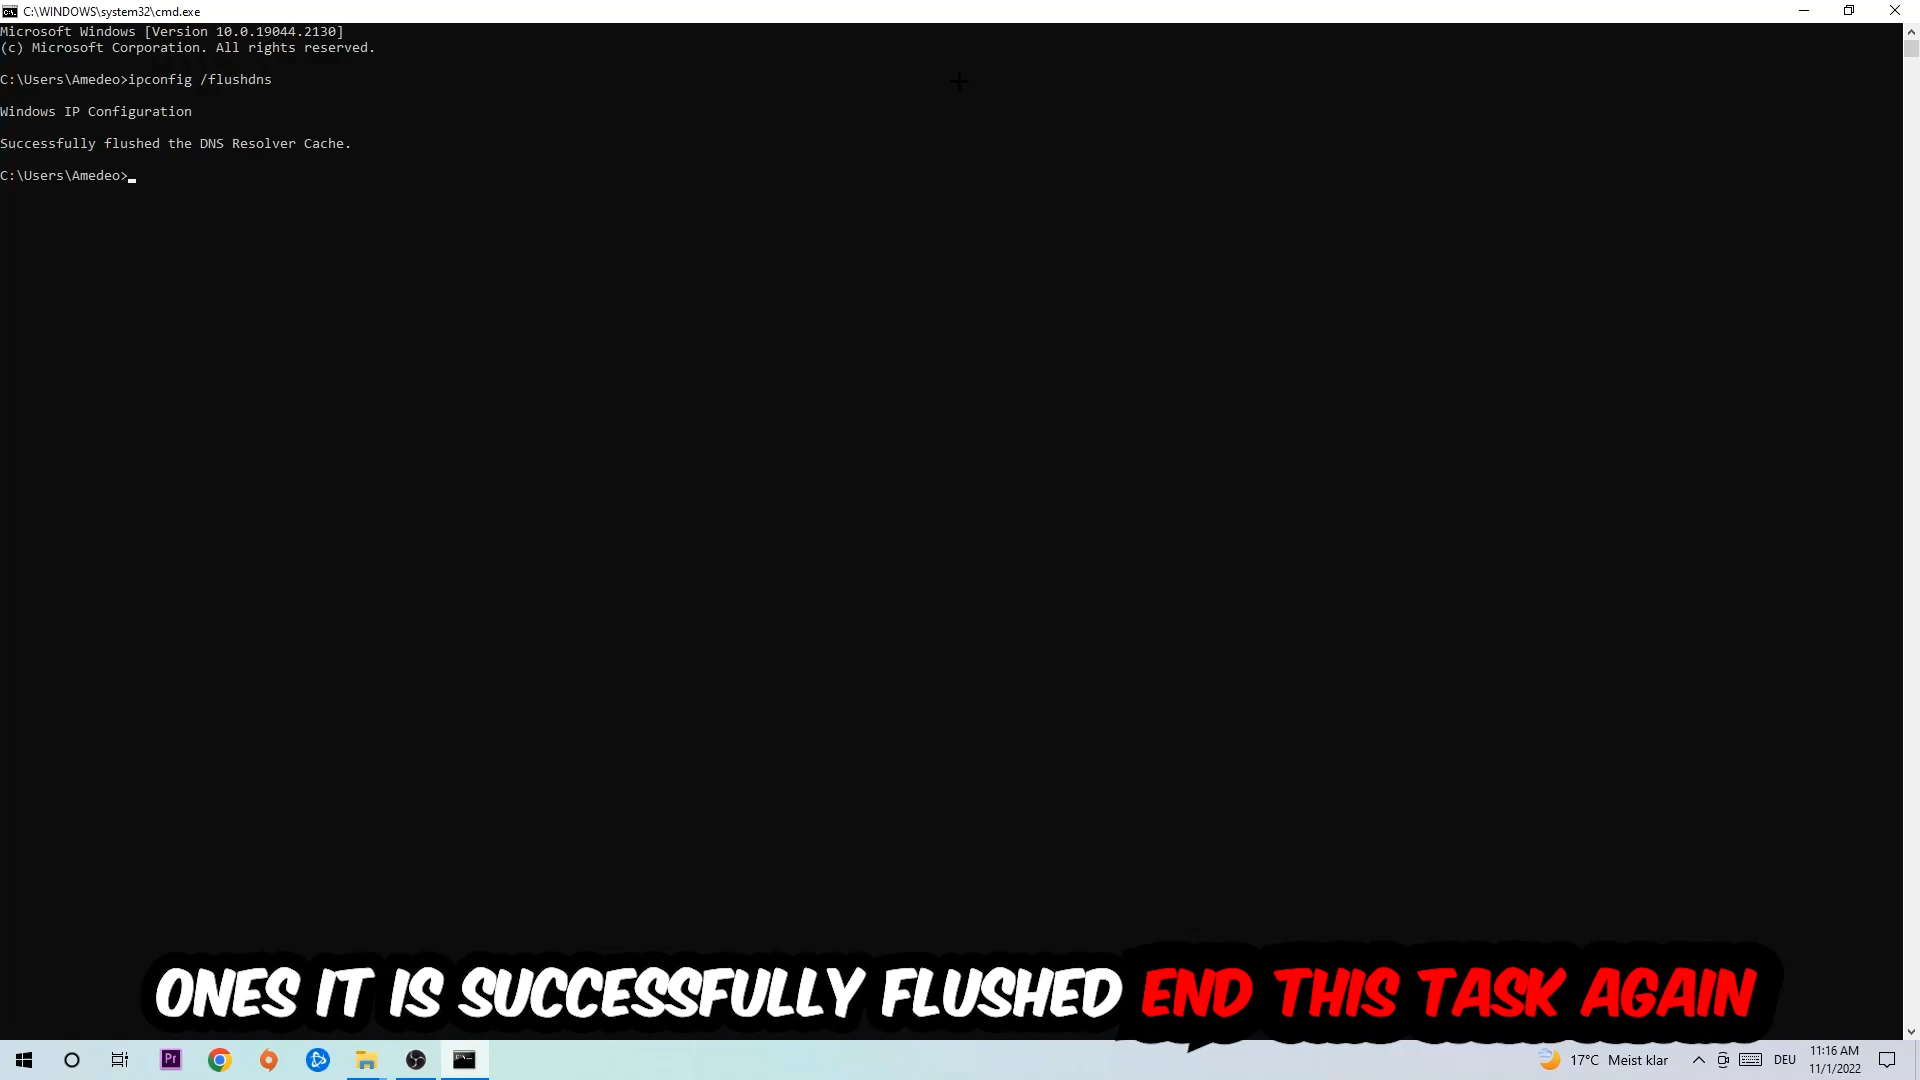 C:\WINDOWS\system32\cmd.exe
Microsoft Windows [Version 10.0.19044.2130]
(c) Microsoft Corporation. All rights reserved.
C:\Users\Amedeo>ipconfig /flushdns
Windows IP Configuration
Successfully flushed the DNS Resolver Cache.
C:\Users\Amedeo>
ONES IT IS SUCCESSFULLY FLUSHED END THIS TASK AGAIN
Pr
17°C Meist klar
DEU
11:16 AM
11/1/2022